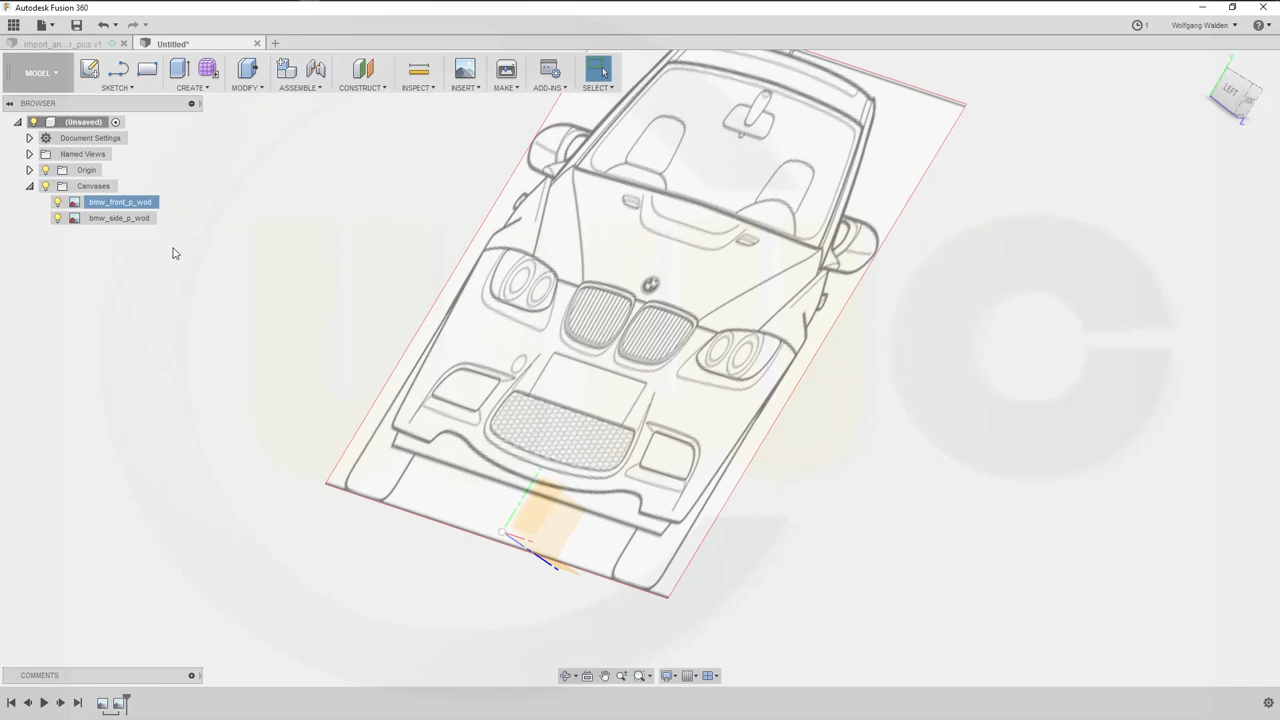 Autodesk Fusion 360
1
Wolfgang Walden
import_an...r_pics v1
Untitled*
MODEL
SKETCH
CREATE
MODIFY
ASSEMBLE
CONSTRUCT
INSPECT
INSERT
MAKE
ADD-INS
SELECT
Y
LEFT
Z
BROWSER
(Unsaved)
Document Settings
Named Views
Origin
Canvases
bmw_front_p_wod
bmw_side_p_wod
COMMENTS